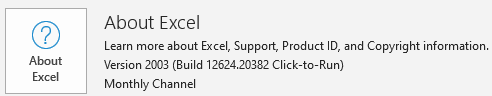 ?
About
Excel
About Excel
Learn more about Excel, Support, Product ID, and Copyright information.
Version 2003 (Build 12624.20382 Click-to-Run)
Monthly Channel